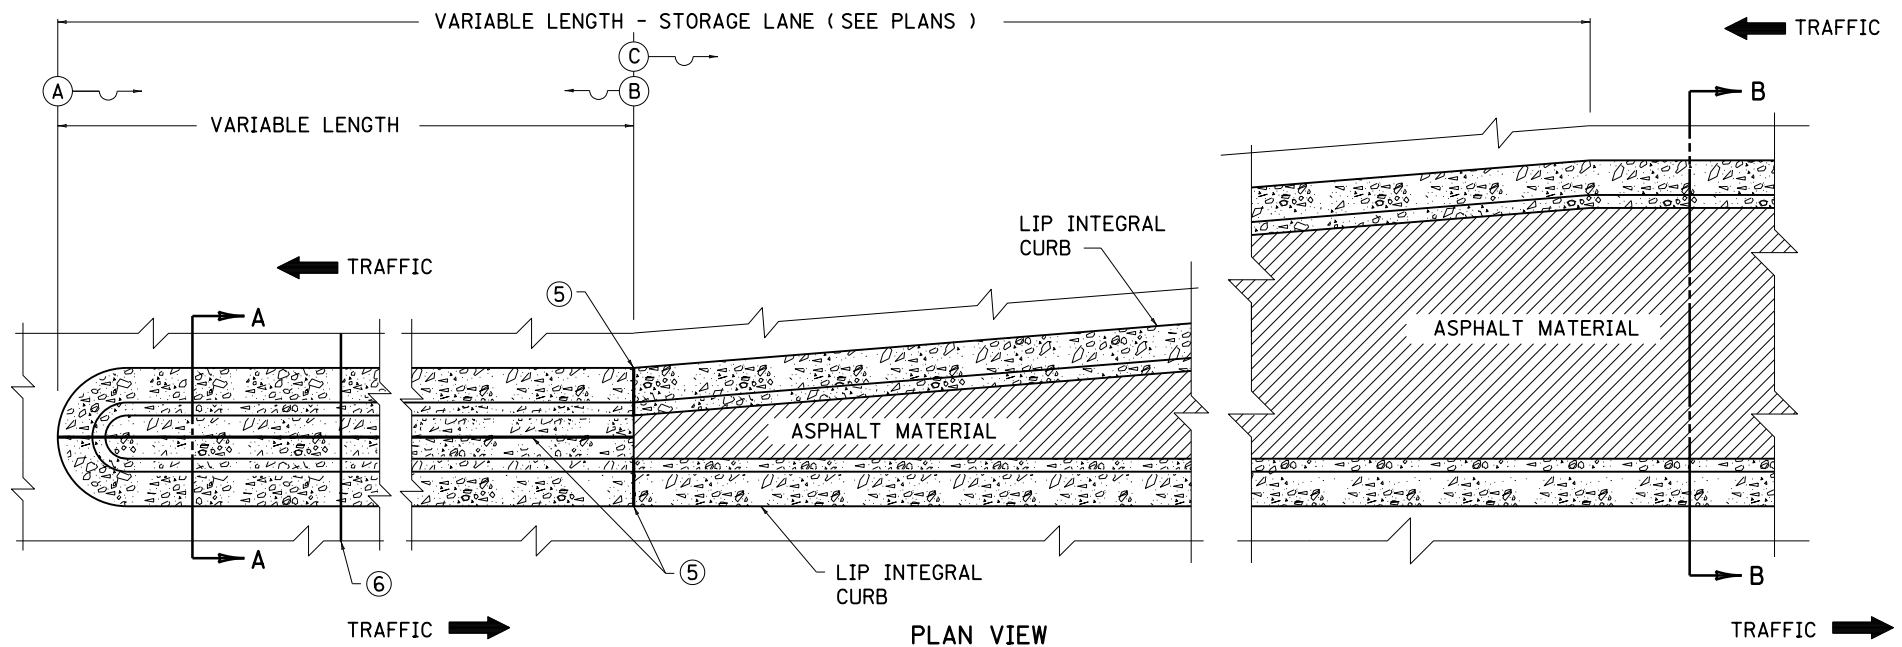 VARIABLE LENGTH - STORAGE LANE ( SEE PLANS )
TRAFFIC
C
A
B
B
VARIABLE LENGTH
LIP INTEGRAL
CURB
TRAFFIC
5
A
ASPHALT MATERIAL
ASPHALT MATERIAL
A
6
5
LIP INTEGRAL
CURB
B
TRAFFIC
PLAN VIEW
TRAFFIC